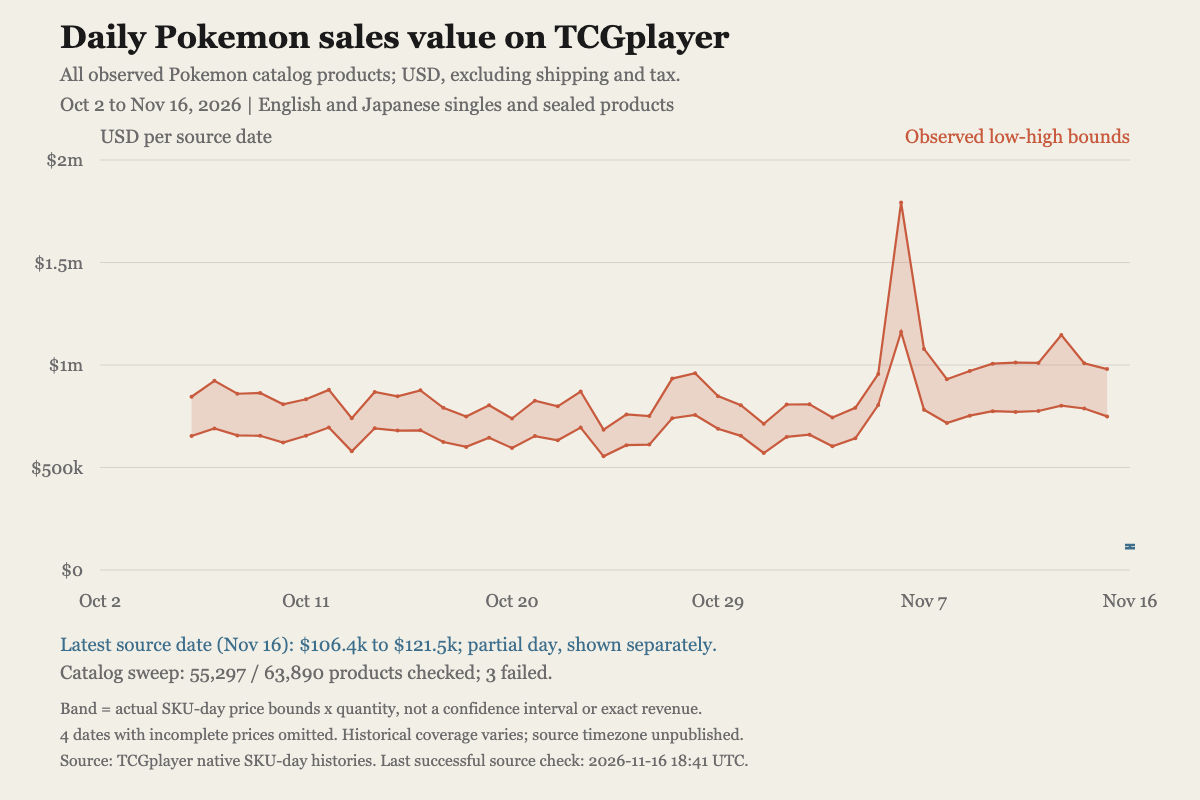 Daily Pokemon sales value on TCGplayer
All observed Pokemon catalog products; USD, excluding shipping and tax.
Oct 2 to Nov 16, 2026 | English and Japanese singles and sealed products
USD per source date
Observed low-high bounds
$2m
$1.5m
$1m
$500k
$0
Oct 2
Oct 11
Oct 20
Oct 29
Nov 7
Nov 16
Latest source date (Nov 16): $106.4k to $121.5k; partial day, shown separately.
Catalog sweep: 55,297 / 63,890 products checked; 3 failed.
Band = actual SKU-day price bounds x quantity, not a confidence interval or exact revenue.
4 dates with incomplete prices omitted. Historical coverage varies; source timezone unpublished.
Source: TCGplayer native SKU-day histories. Last successful source check: 2026-11-16 18:41 UTC.